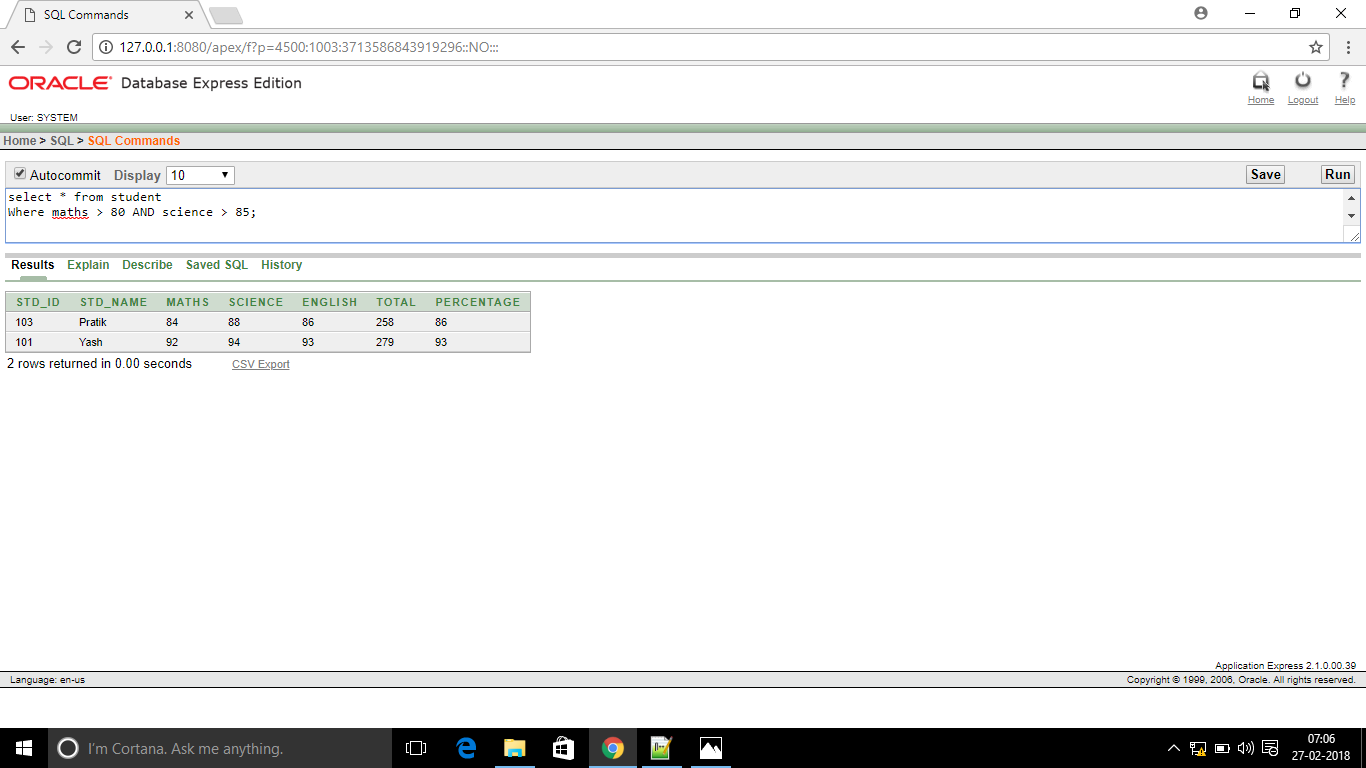 SQL Commands
127.0.0.1:8080/apex/f?p=4500:1003:3713586843919296::NO:::
ORACLE Database Express Edition
Home Logout Help
User: SYSTEM
Home > SQL > SQL Commands
Autocommit Display 10 Save Run
select * from student
Where maths > 80 AND science > 85;
Results Explain Describe Saved SQL History
STD_ID STD_NAME MATHS SCIENCE ENGLISH TOTAL PERCENTAGE
103 Pratik 84 88 86 258 86
101 Yash 92 94 93 279 93
2 rows returned in 0.00 seconds CSV Export
Application Express 2.1.0.00.39
Language: en-us Copyright © 1999, 2006, Oracle. All rights reserved.
I'm Cortana. Ask me anything.
07:06
27-02-2018